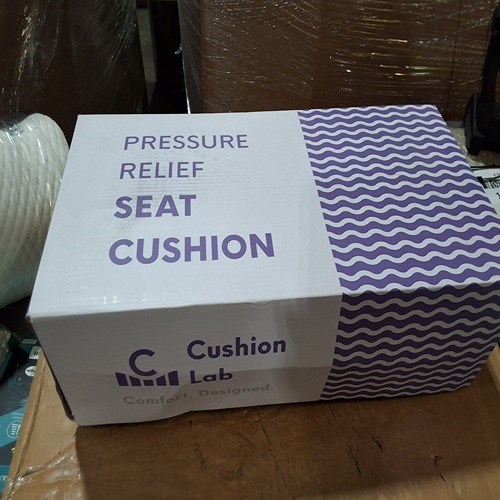 PRESSURE
RELIEF
SEAT
CUSHION
C Cushion
Lab
Comfort, Designed.